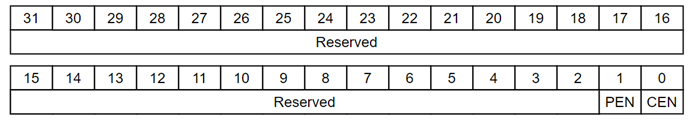 31 30 29 28 27 26 25 24 23 22 21 20 19 18 17 16
Reserved
15 14 13 12 11 10 9 8 7 6 5 4 3 2 1 0
Reserved PEN CEN